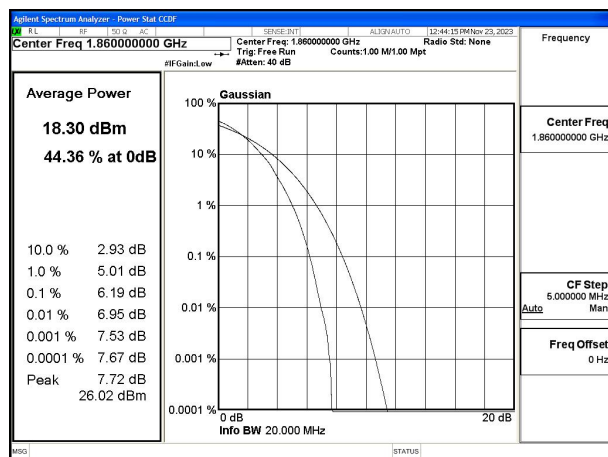 Agilent Spectrum Analyzer - Power Stat CCDF
LXI RL RF 50 Ω AC SENSE:INT ALIGN AUTO 12:44:15 PM Nov 23, 2023
Center Freq 1.860000000 GHz
Center Freq: 1.860000000 GHz Radio Std: None
Trig: Free Run Counts:1.00 M/1.00 Mpt
#IFGain:Low #Atten: 40 dB
Frequency
Average Power
18.30 dBm
44.36 % at 0dB
10.0 % 2.93 dB
1.0 % 5.01 dB
0.1 % 6.19 dB
0.01 % 6.95 dB
0.001 % 7.53 dB
0.0001 % 7.67 dB
Peak 7.72 dB
26.02 dBm
Gaussian
100 %
10 %
1 %
0.1 %
0.01 %
0.001 %
0.0001 %
0 dB 20 dB
Info BW 20.000 MHz
Center Freq
1.860000000 GHz
CF Step
5.000000 MHz
Auto Man
Freq Offset
0 Hz
MSG STATUS